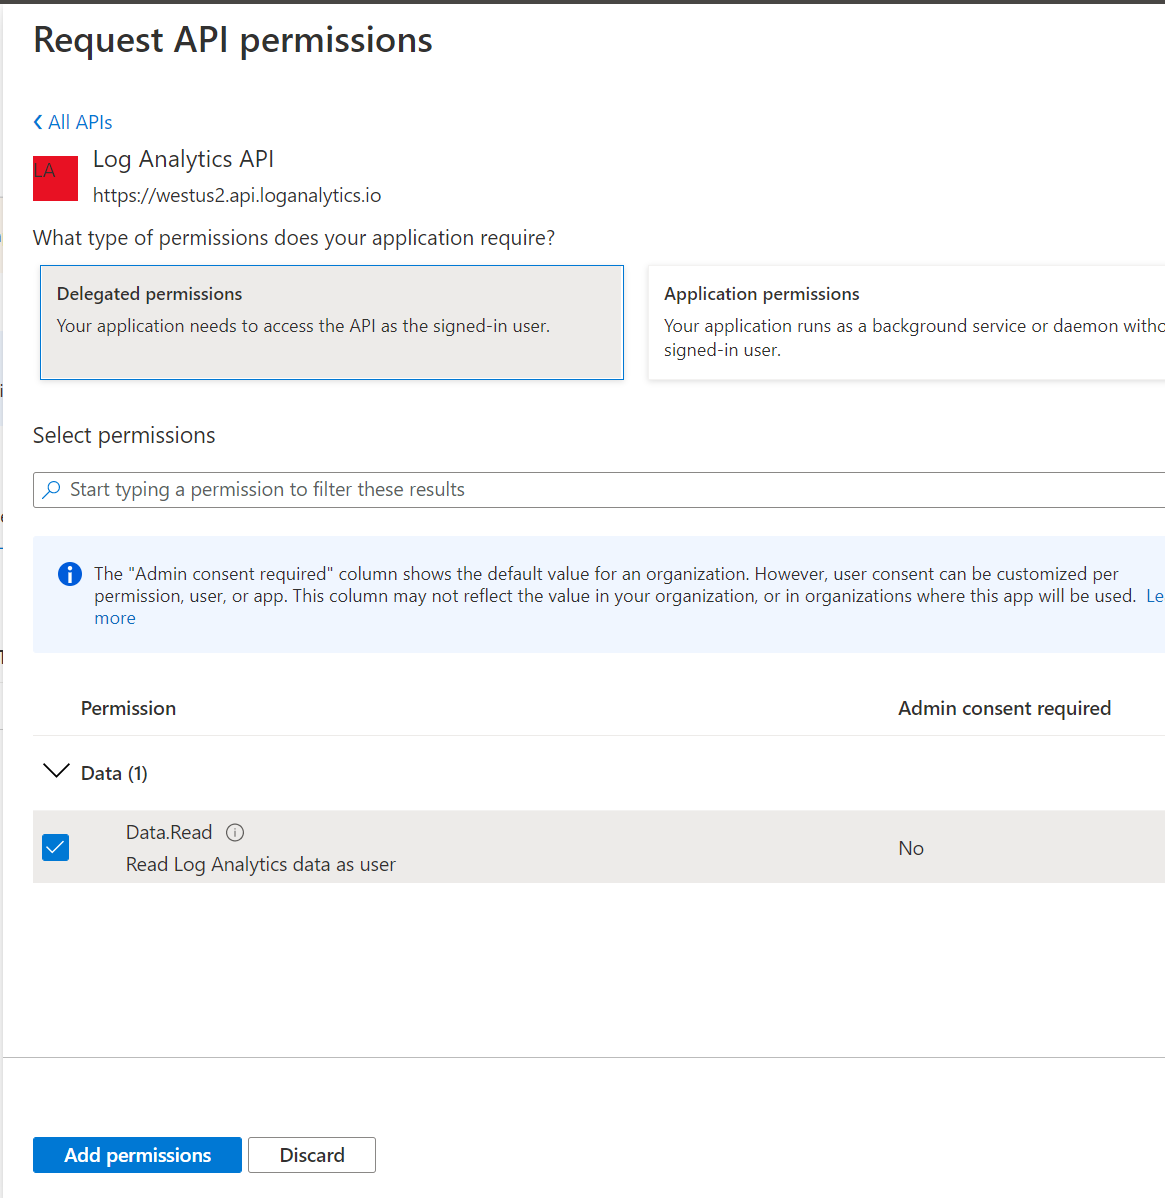 Request API permissions
All APIs
LA
Log Analytics API
https://westus2.api.loganalytics.io
What type of permissions does your application require?
Delegated permissions
Your application needs to access the API as the signed-in user.
Application permissions
Your application runs as a background service or daemon
signed-in user.
Select permissions
Start typing a permission to filter these results
The "Admin consent required" column shows the default value for an organization. However, user consent can be customized per
permission, user, or app. This column may not reflect the value in your organization, or in organizations where this app will be used.
more
Permission
Admin consent required
Data (1)
Data.Read
Read Log Analytics data as user
No
Add permissions
Discard